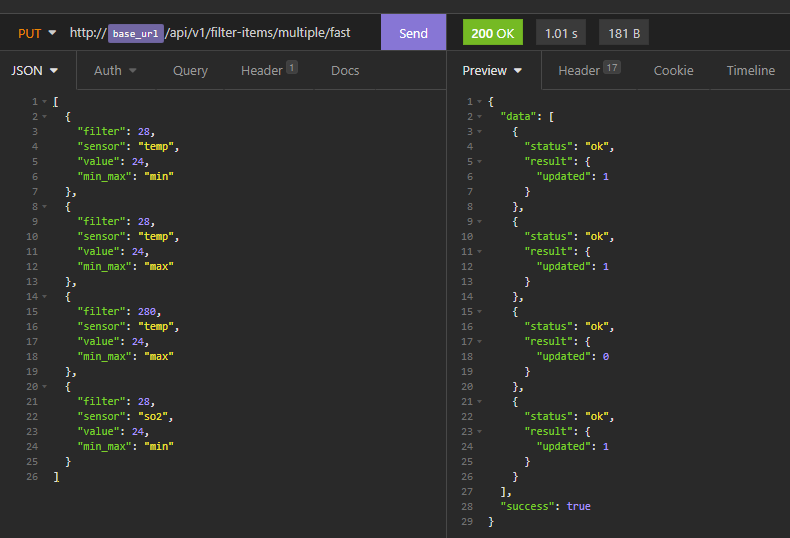 PUT http://base_url/api/v1/filter-items/multiple/fast Send 200 OK 1.01 s 181 B
JSON Auth Query Header 1 Docs Preview Header 17 Cookie Timeline
1 [
2 {
3 "filter": 28,
4 "sensor": "temp",
5 "value": 24,
6 "min_max": "min"
7 },
8 {
9 "filter": 28,
10 "sensor": "temp",
11 "value": 24,
12 "min_max": "max"
13 },
14 {
15 "filter": 280,
16 "sensor": "temp",
17 "value": 24,
18 "min_max": "max"
19 },
20 {
21 "filter": 28,
22 "sensor": "so2",
23 "value": 24,
24 "min_max": "min"
25 }
26 ]
1 {
2 "data": [
3 {
4 "status": "ok",
5 "result": {
6 "updated": 1
7 }
8 },
9 {
10 "status": "ok",
11 "result": {
12 "updated": 1
13 }
14 },
15 {
16 "status": "ok",
17 "result": {
18 "updated": 0
19 }
20 },
21 {
22 "status": "ok",
23 "result": {
24 "updated": 1
25 }
26 }
27 ],
28 "success": true
29 }